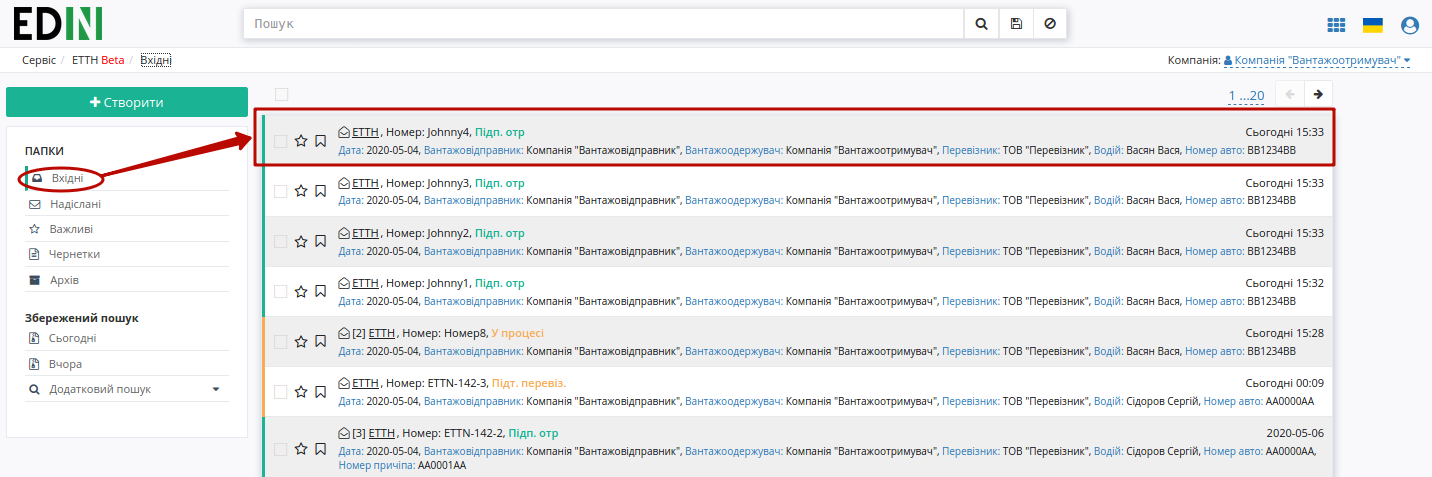 EDIN
Пошук
Сервіс / ЕТТН Beta / Вхідні
Компанія: Компанія "Вантажоотримувач"
Створити
1 ...20
ПАПКИ
Вхідні
Надіслані
Важливі
Чернетки
Архів
Збережений пошук
Сьогодні
Вчора
Додатковий пошук
ЕТТН, Номер: Johnny4, Підп. отр Сьогодні 15:33
Дата: 2020-05-04, Вантажовідправник: Компанія "Вантажовідправник", Вантажоодержувач: Компанія "Вантажоотримувач", Перевізник: ТОВ "Перевізник", Водій: Васян Вася, Номер авто: BB1234BB
ЕТТН, Номер: Johnny3, Підп. отр Сьогодні 15:33
Дата: 2020-05-04, Вантажовідправник: Компанія "Вантажовідправник", Вантажоодержувач: Компанія "Вантажоотримувач", Перевізник: ТОВ "Перевізник", Водій: Васян Вася, Номер авто: BB1234BB
ЕТТН, Номер: Johnny2, Підп. отр Сьогодні 15:33
Дата: 2020-05-04, Вантажовідправник: Компанія "Вантажовідправник", Вантажоодержувач: Компанія "Вантажоотримувач", Перевізник: ТОВ "Перевізник", Водій: Васян Вася, Номер авто: BB1234BB
ЕТТН, Номер: Johnny1, Підп. отр Сьогодні 15:32
Дата: 2020-05-04, Вантажовідправник: Компанія "Вантажовідправник", Вантажоодержувач: Компанія "Вантажоотримувач", Перевізник: ТОВ "Перевізник", Водій: Васян Вася, Номер авто: BB1234BB
[2] ЕТТН, Номер: Номер8, У процесі Сьогодні 15:28
Дата: 2020-05-04, Вантажовідправник: Компанія "Вантажовідправник", Вантажоодержувач: Компанія "Вантажоотримувач", Перевізник: ТОВ "Перевізник", Водій: Васян Вася, Номер авто: BB1234BB
ЕТТН, Номер: ETTN-142-3, Підт. перевіз. Сьогодні 00:09
Дата: 2020-05-04, Вантажовідправник: Компанія "Вантажовідправник", Вантажоодержувач: Компанія "Вантажоотримувач", Перевізник: ТОВ "Перевізник", Водій: Сідоров Сергій, Номер авто: AA0000AA
[3] ЕТТН, Номер: ETTN-142-2, Підп. отр 2020-05-06
Дата: 2020-05-04, Вантажовідправник: Компанія "Вантажовідправник", Вантажоодержувач: Компанія "Вантажоотримувач", Перевізник: ТОВ "Перевізник", Водій: Сідоров Сергій, Номер авто: AA0000AA,
Номер причіпа: AA0001AA